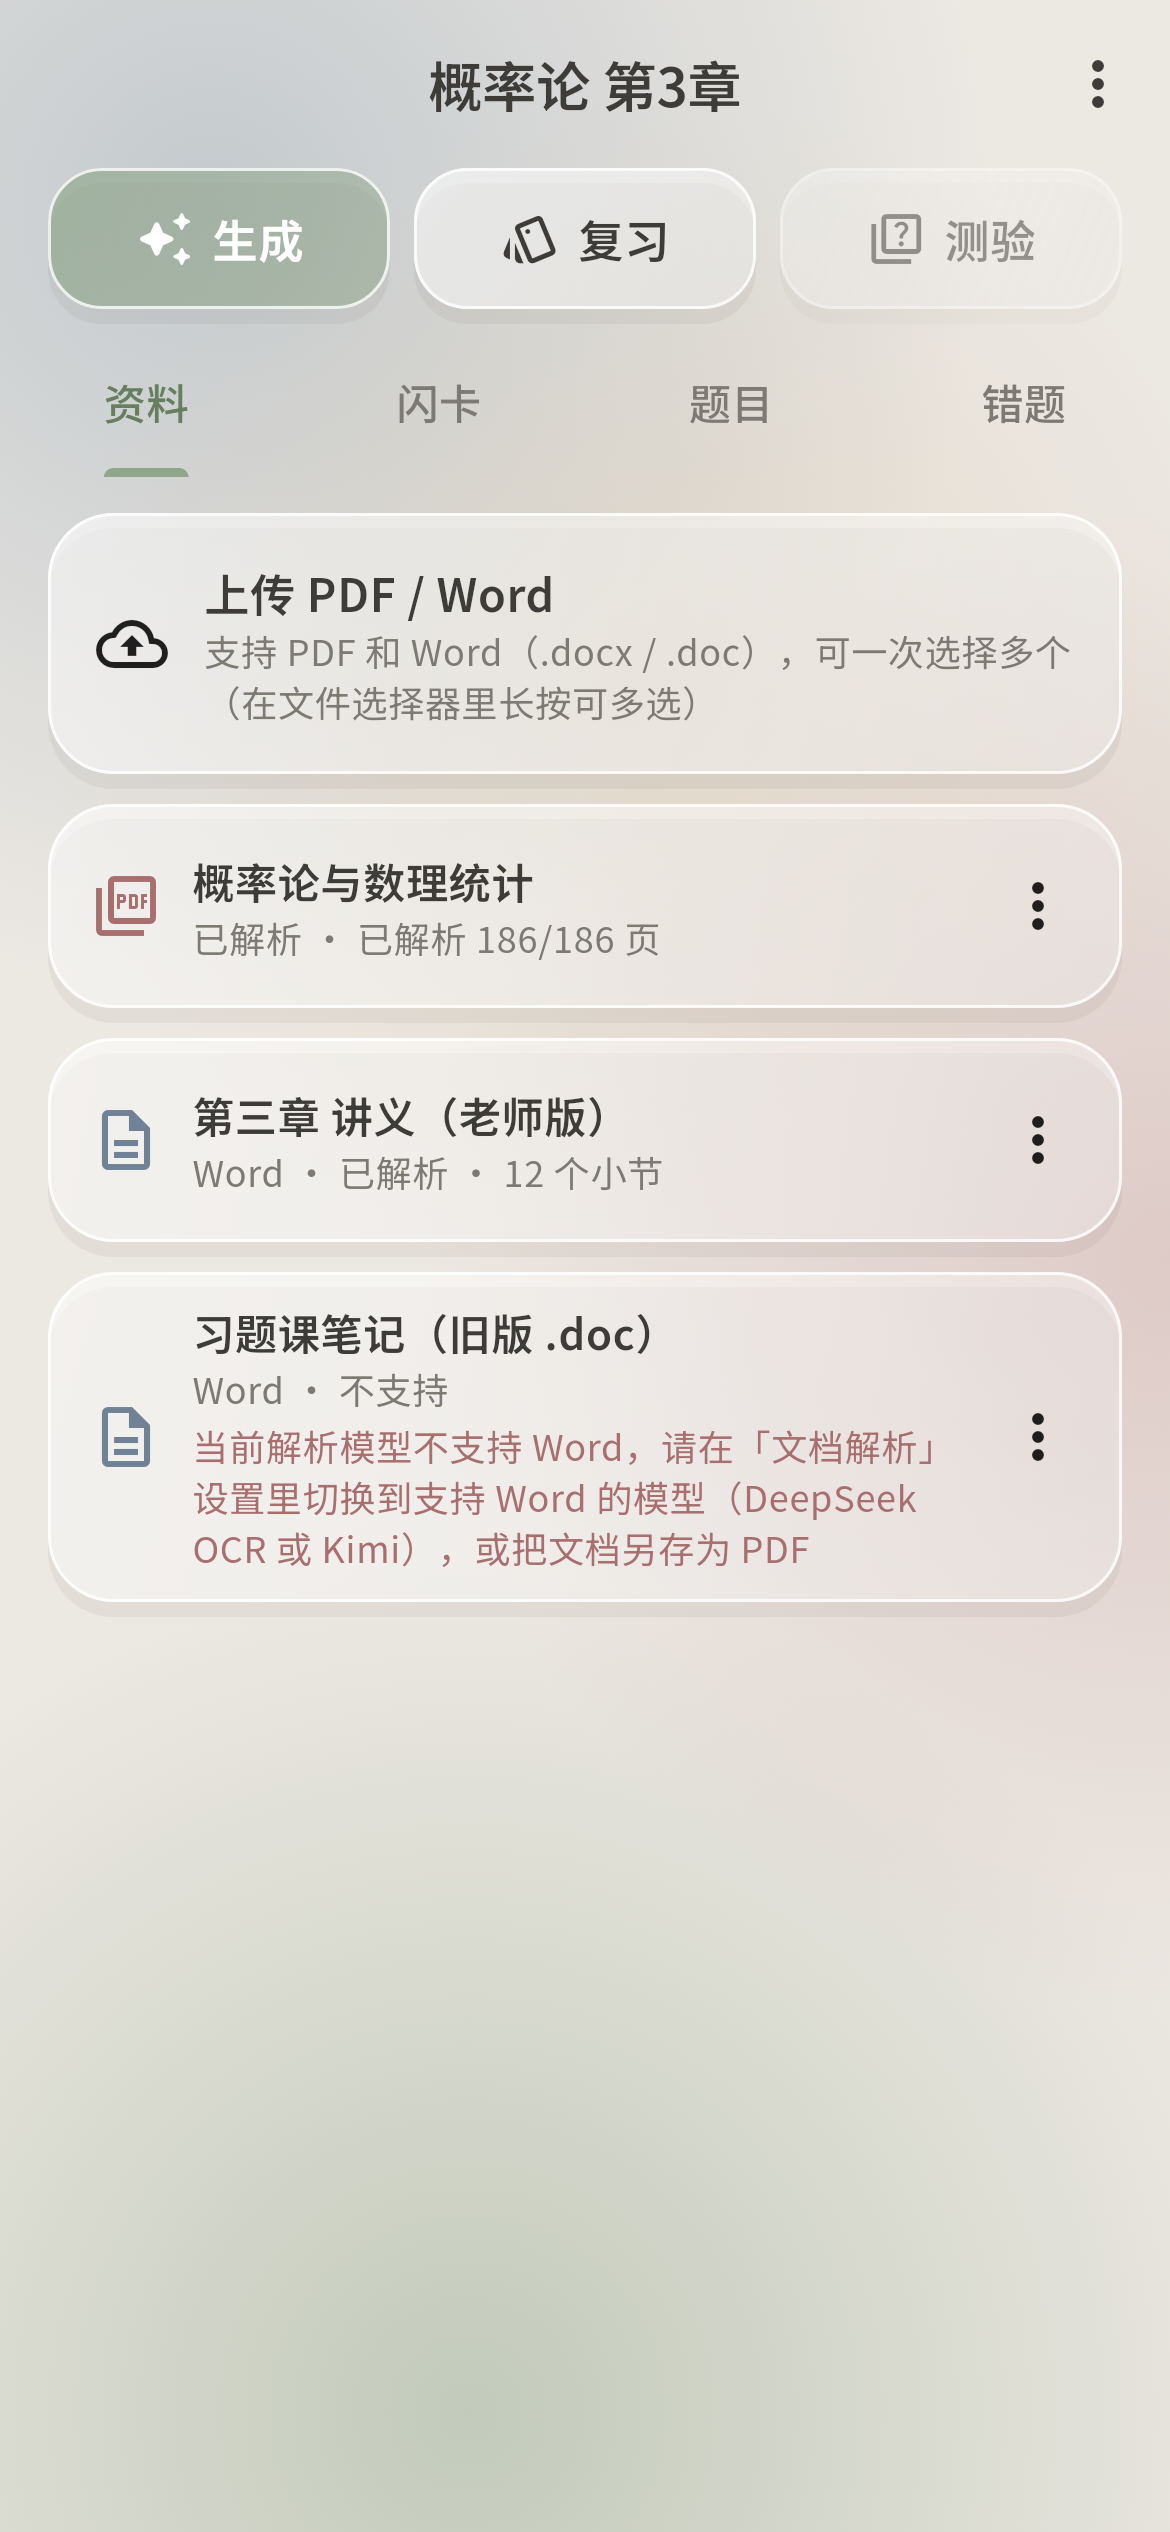 概率论 第3章
生成
复习
测验
资料
闪卡
题目
错题
上传 PDF / Word
支持 PDF 和 Word（.docx / .doc），可一次选择多个
（在文件选择器里长按可多选）
PDF
概率论与数理统计
已解析 · 已解析 186/186 页
第三章 讲义（老师版）
Word · 已解析 · 12 个小节
习题课笔记（旧版 .doc）
Word · 不支持
当前解析模型不支持 Word，请在「文档解析」
设置里切换到支持 Word 的模型（DeepSeek
OCR 或 Kimi），或把文档另存为 PDF